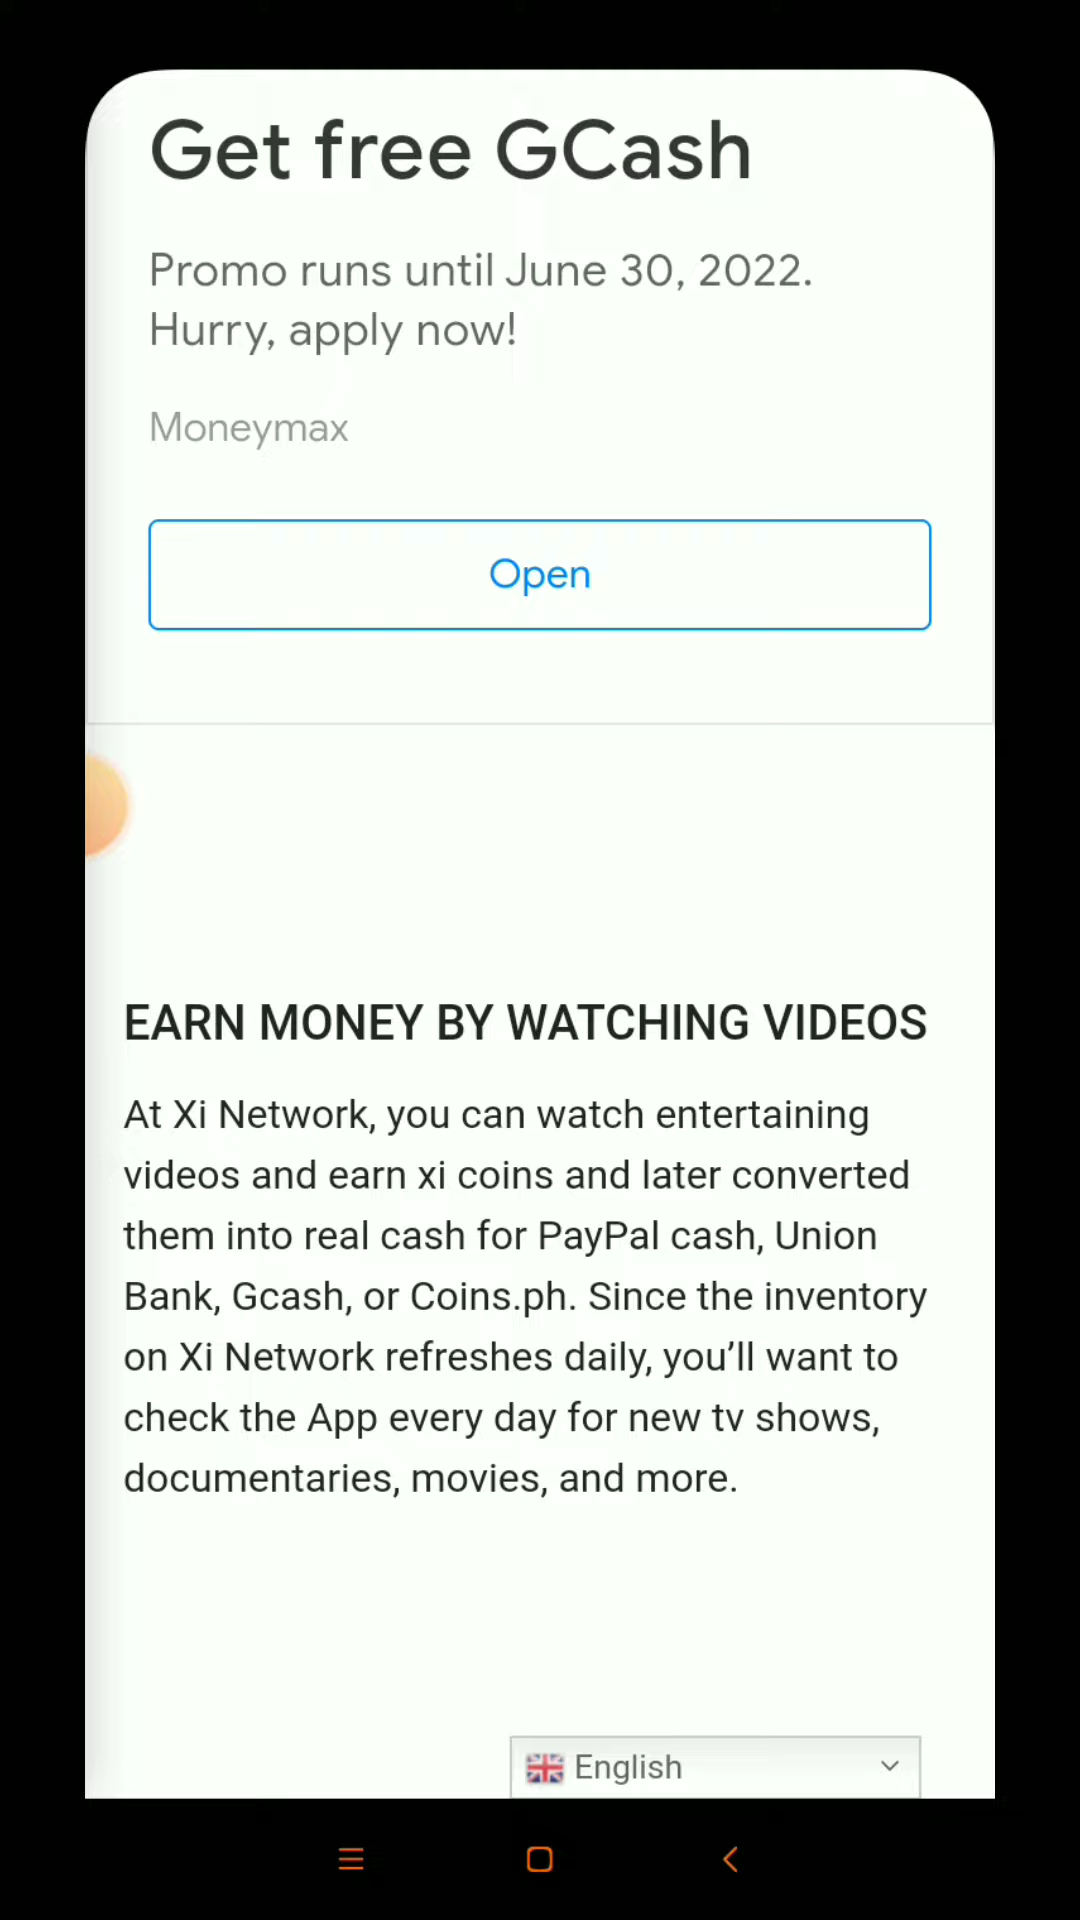 Get free GCash
Promo runs until June 30, 2022.
Hurry, apply now!
Moneymax
Open
EARN MONEY BY WATCHING VIDEOS
At Xi Network, you can watch entertaining
videos and earn xi coins and later converted
them into real cash for PayPal cash, Union
Bank, Gcash, or Coins.ph. Since the inventory
on Xi Network refreshes daily, you’ll want to
check the App every day for new tv shows,
documentaries, movies, and more.
English